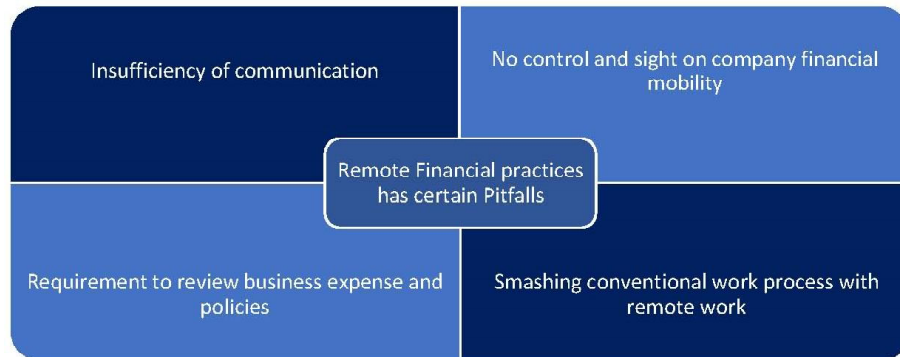 Insufficiency of communication
No control and sight on company financial
mobility
Remote Financial practices
has certain Pitfalls
Requirement to review business expense and
policies
Smashing conventional work process with
remote work